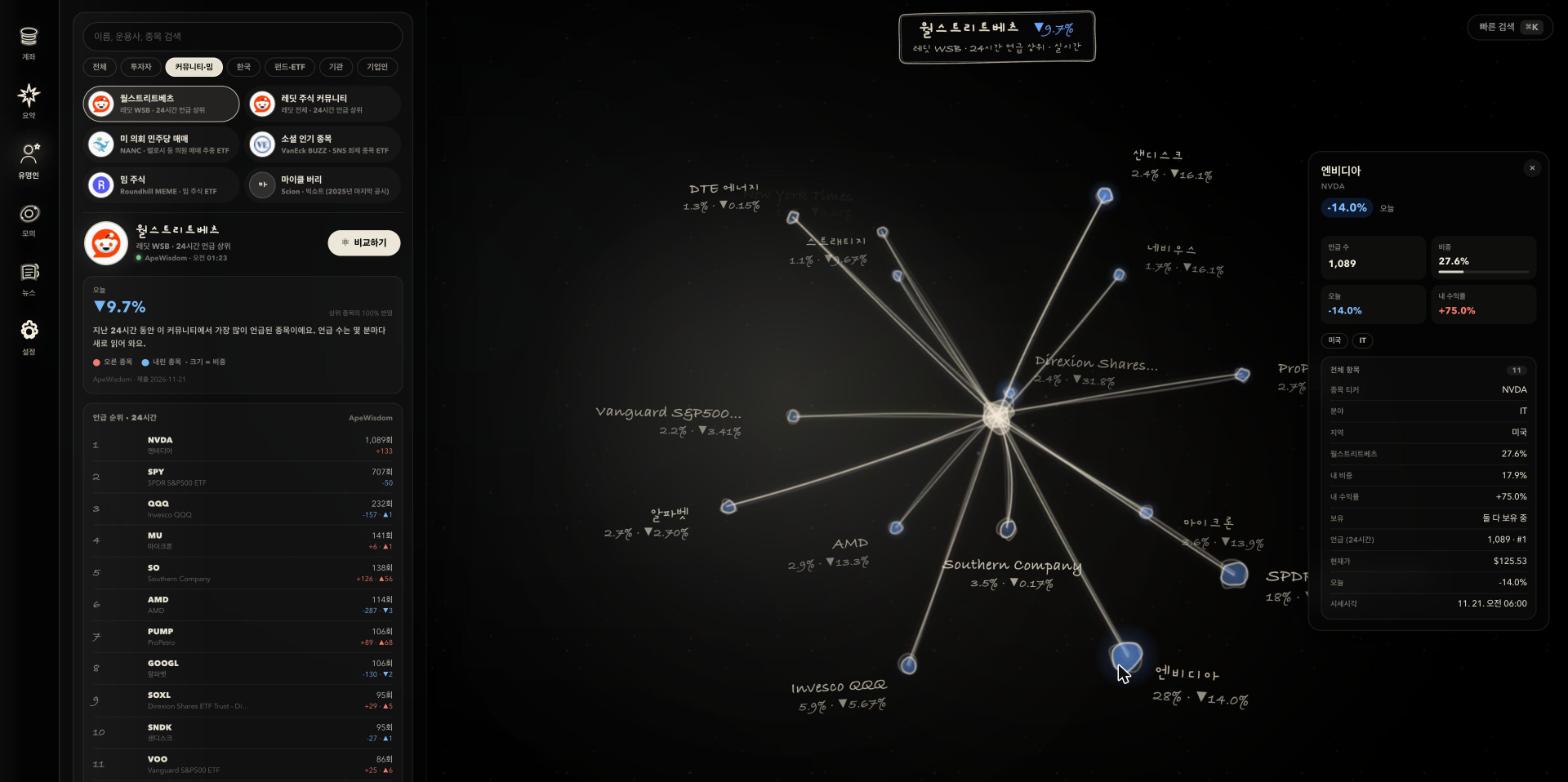 계좌
요약
유명인
모의
뉴스
설정
이름, 운용사, 종목 검색
전체
투자자
커뮤니티·밈
한국
펀드·ETF
기관
기업인
월스트리트베츠
레딧 WSB · 24시간 언급 상위
레딧 주식 커뮤니티
레딧 전체 · 24시간 언급 상위
미 의회 민주당 매매
NANC · 펠로시 등 의원 매매 추종 ETF
소셜 인기 종목
VanEck BUZZ · SNS 화제 종목 ETF
밈 주식
Roundhill MEME · 밈 주식 ETF
마이클 버리
Scion · 빅쇼트 (2025년 마지막 공시)
월스트리트베츠
레딧 WSB · 24시간 언급 상위
ApeWisdom · 오전 01:23
비교하기
오늘
▼9.7%
상위 종목의 100% 반영
지난 24시간 동안 이 커뮤니티에서 가장 많이 언급된 종목이에요. 언급 수는 몇 분마다
새로 읽어 와요.
오른 종목 내린 종목 · 크기 = 비중
ApeWisdom · 제출 2026-11-21
언급 순위 · 24시간 ApeWisdom
1 NVDA 1,089회
엔비디아 +133
2 SPY 707회
SPDR S&P500 ETF -50
3 QQQ 232회
Invesco QQQ -157 · ▲1
4 MU 141회
마이크론 +6 · ▲1
5 SO 138회
Southern Company +126 · ▲56
6 AMD 114회
AMD -287 · ▼3
7 PUMP 106회
ProPetro +89 · ▲68
8 GOOGL 106회
알파벳 -130 · ▼2
9 SOXL 95회
Direxion Shares ETF Trust - Di...
+29 · ▲5
10 SNDK 95회
샌디스크 -27 · ▲1
11 VOO 86회
Vanguard S&P500 ETF +25 · ▲6
월스트리트베츠 ▼9.7%
레딧 WSB · 24시간 언급 상위 · 실시간
빠른 검색 ⌘K
샌디스크
2.4% · ▼16.1%
DTE 에너지
1.3% · ▼0.15%
w York Times
스트래티지
1.1% · ▼9.67%
네비우스
1.7% · ▼16.1%
Direxion Shares...
2.4% · ▼31.8%
ProP
2.7%
Vanguard S&P500...
2.2% · ▼3.41%
알파벳
2.7% · ▼2.70%
AMD
2.9% · ▼13.3%
Southern Company
3.5% · ▼0.17%
마이크론
3.6% · ▼13.9%
SPDR
18% · ▼
Invesco QQQ
5.9% · ▼5.67%
엔비디아
28% · ▼14.0%
엔비디아
NVDA
-14.0% 오늘
언급 수
1,089
비중
27.6%
오늘
-14.0%
내 수익률
+75.0%
미국
IT
전체 항목 11
종목 티커 NVDA
분야 IT
지역 미국
월스트리트베츠 27.6%
내 비중 17.9%
내 수익률 +75.0%
보유 둘 다 보유 중
언급 (24시간) 1,089 · #1
현재가 $125.53
오늘 -14.0%
시세시각 11. 21. 오전 06:00